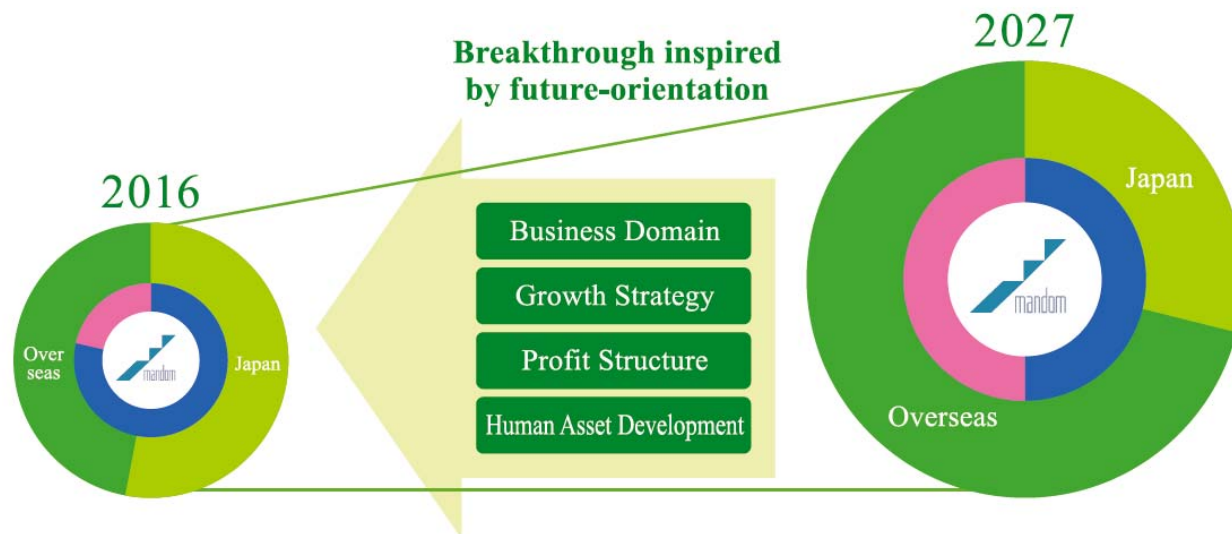 2016
Over
seas
Japan
mandom
Breakthrough inspired
by future-orientation
Business Domain
Growth Strategy
Profit Structure
Human Asset Development
2027
Japan
mandom
Overseas